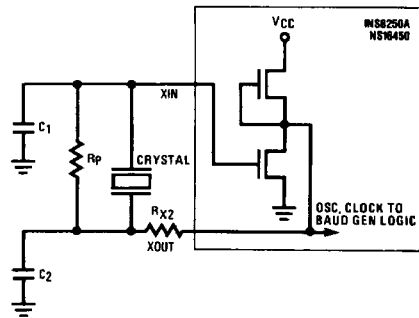 VCC
INS8250A
NS16450
XIN
C1
RP
CRYSTAL
RX2
XOUT
OSC, CLOCK TO
BAUD GEN LOGIC
C2